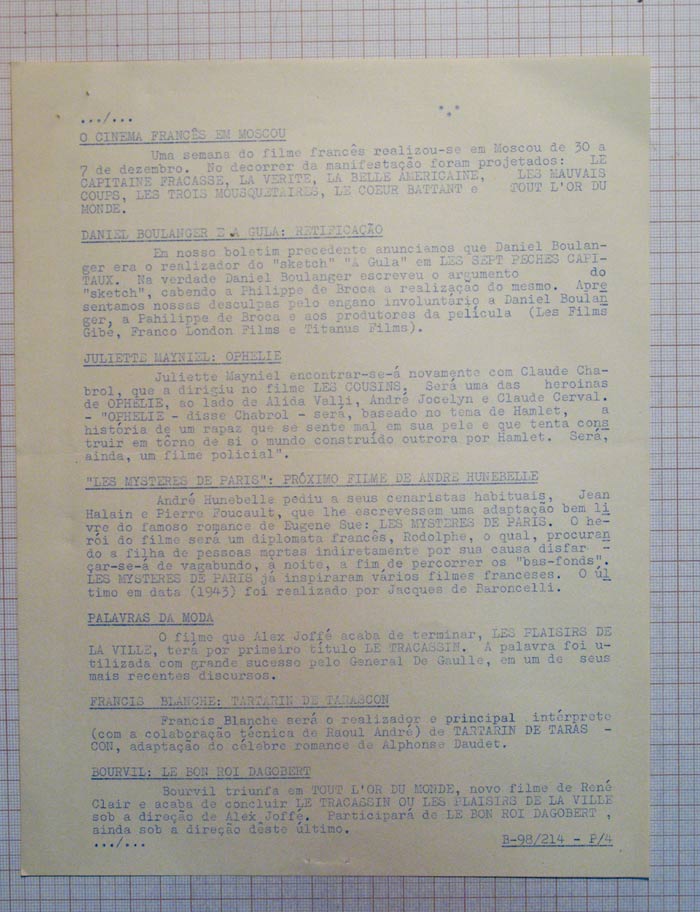 .../...
O CINEMA FRANCÊS EM MOSCOU
Uma semana do filme francês realizou-se em Moscou de 30 a
7 de dezembro. No decorrer da manifestação foram projetados: LE
CAPITAINE FRACASSE, LA VERITE, LA BELLE AMERICAINE, LES MAUVAIS
COUPS, LES TROIS MOUSQUETAIRES, LE COEUR BATTANT e TOUT L'OR DU
MONDE.
DANIEL BOULANGER E A GULA: RETIFICAÇÃO
Em nosso boletim precedente anunciamos que Daniel Boulan-
ger era o realizador do "sketch" "A Gula" em LES SEPT PECHES CAPI-
TAUX. Na verdade Daniel Boulanger escreveu o argumento do
"sketch", cabendo a Philippe de Broca a realização do mesmo. Apre
sentamos nossas desculpas pelo engano involuntário a Daniel Boulan
ger, a Pahilippe de Broca e aos produtores da película (Les Films
Gibé, Franco London Films e Titanus Films).
JULIETTE MAYNIEL: OPHELIE
Juliette Mayniel encontrar-se-á novamente com Claude Cha-
brol, que a dirigiu no filme LES COUSINS. Será uma das heroinas
de OPHELIE, ao lado de Alida Valli, André Jocelyn e Claude Cerval.
- "OPHELIE - disse Chabrol - será, baseado no tema de Hamlet, a
história de um rapaz que se sente mal em sua pele e que tenta cons
truir em tôrno de si o mundo construído outrora por Hamlet. Será,
ainda, um filme policial".
"LES MYSTERES DE PARIS": PRÓXIMO FILME DE ANDRE HUNEBELLE
André Hunebelle pediu a seus cenaristas habituais, Jean
Halain e Pierre Foucault, que lhe escrevessem uma adaptação bem li
vre do famoso romance de Eugene Sue: LES MYSTERES DE PARIS. O he-
rói do filme será um diplomata francês, Rodolphe, o qual, procuran
do a filha de pessoas mortas indiretamente por sua causa disfar -
çar-se-á de vagabundo, à noite, a fim de percorrer os "bas-fonds".
LES MYSTERES DE PARIS já inspiraram vários filmes franceses. O úl
timo em data (1943) foi realizado por Jacques de Baroncelli.
PALAVRAS DA MODA
O filme que Alex Joffé acaba de terminar, LES PLAISIRS DE
LA VILLE, terá por primeiro título LE TRACASSIN. A palavra foi u-
tilizada com grande sucesso pelo General De Gaulle, em um de seus
mais recentes discursos.
FRANCIS BLANCHE: TARTARIN DE TARASCON
Francis Blanche será o realizador e principal intérprete
(com a colaboração técnica de Raoul André) de TARTARIN DE TARAS -
CON, adaptação do célebre romance de Alphonse Daudet.
BOURVIL: LE BON ROI DAGOBERT
Bourvil triunfa em TOUT L'OR DU MONDE, novo filme de René
Clair e acaba de concluir LE TRACASSIN OU LES PLAISIRS DE LA VILLE
sob a direção de Alex Joffé. Participará de LE BON ROI DAGOBERT ,
ainda sob a direção dêste último.
.../...
B-98/214 - P/4